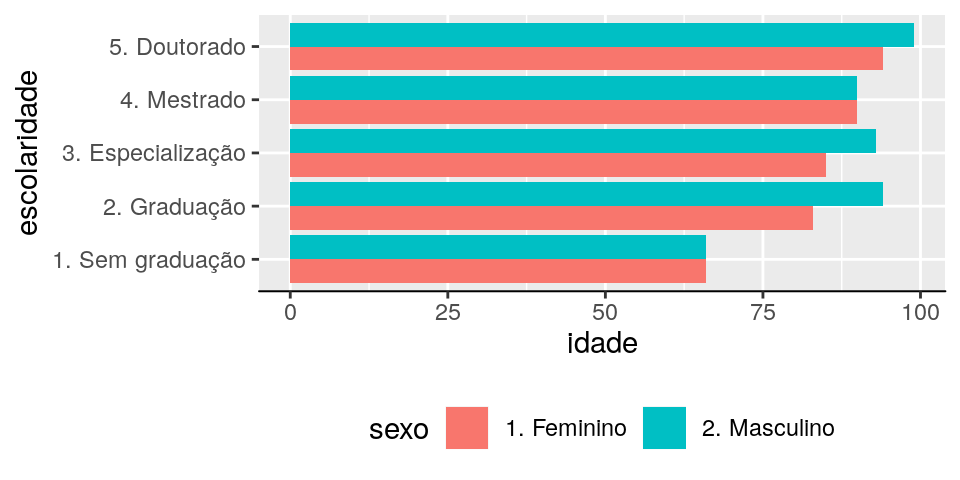 escolaridade
5. Doutorado
4. Mestrado
3. Especialização
2. Graduação
1. Sem graduação
0 25 50 75 100
idade
sexo 1. Feminino 2. Masculino